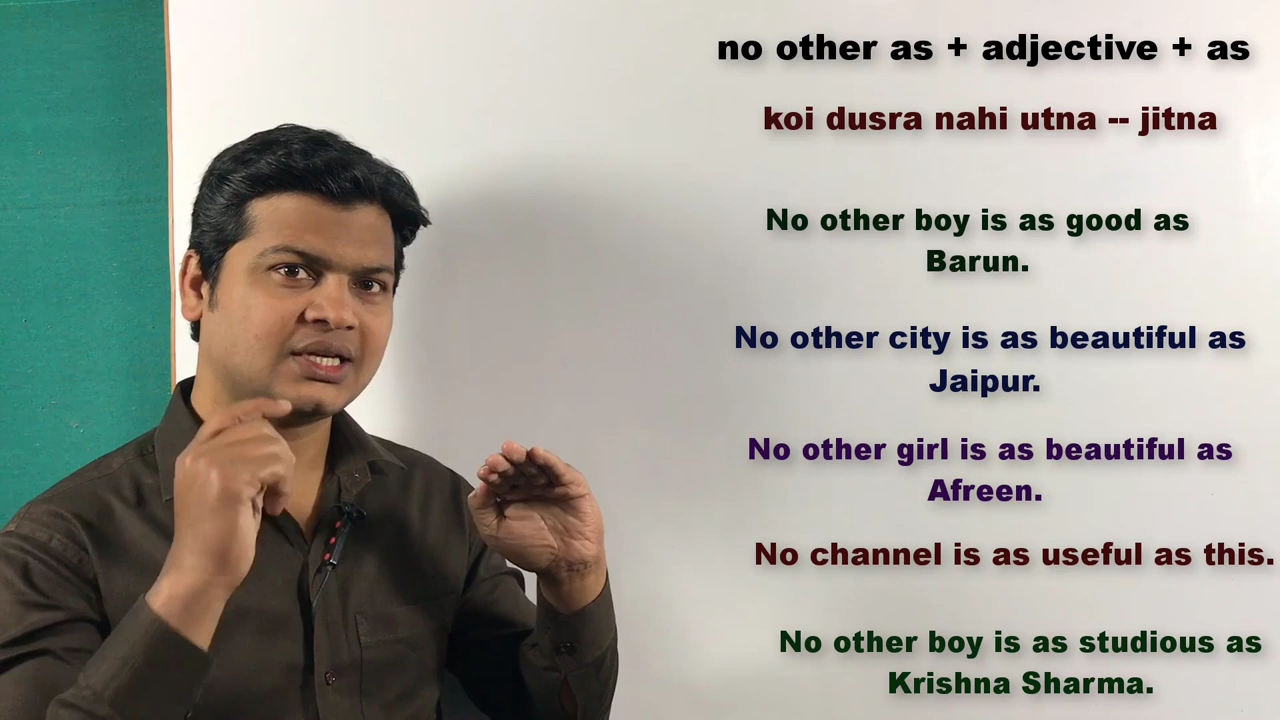 no other as + adjective + as
koi dusra nahi utna -- jitna
No other boy is as good as
Barun.
No other city is as beautiful as
Jaipur.
No other girl is as beautiful as
Afreen.
No channel is as useful as this.
No other boy is as studious as
Krishna Sharma.